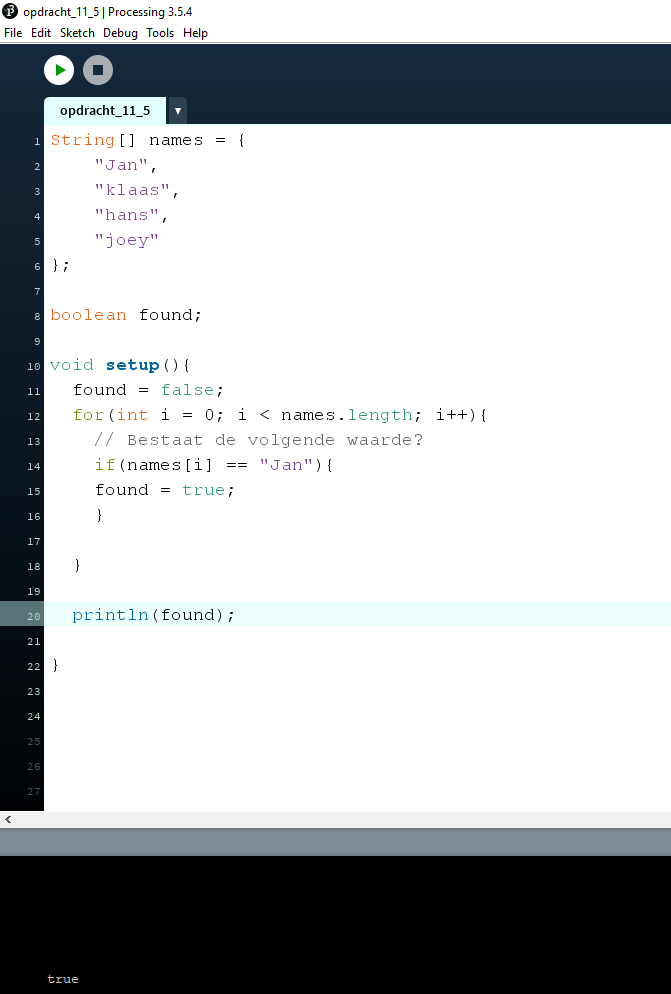 opdracht_11_5 | Processing 3.5.4
File Edit Sketch Debug Tools Help
opdracht_11_5 ▼
1 String[] names = {
2     "Jan",
3     "klaas",
4     "hans",
5     "joey"
6 };
7
8 boolean found;
9
10 void setup(){
11   found = false;
12   for(int i = 0; i < names.length; i++){
13     // Bestaat de volgende waarde?
14     if(names[i] == "Jan"){
15     found = true;
16     }
17
18   }
19
20   println(found);
21
22 }
23
24
25
26
27
<
true